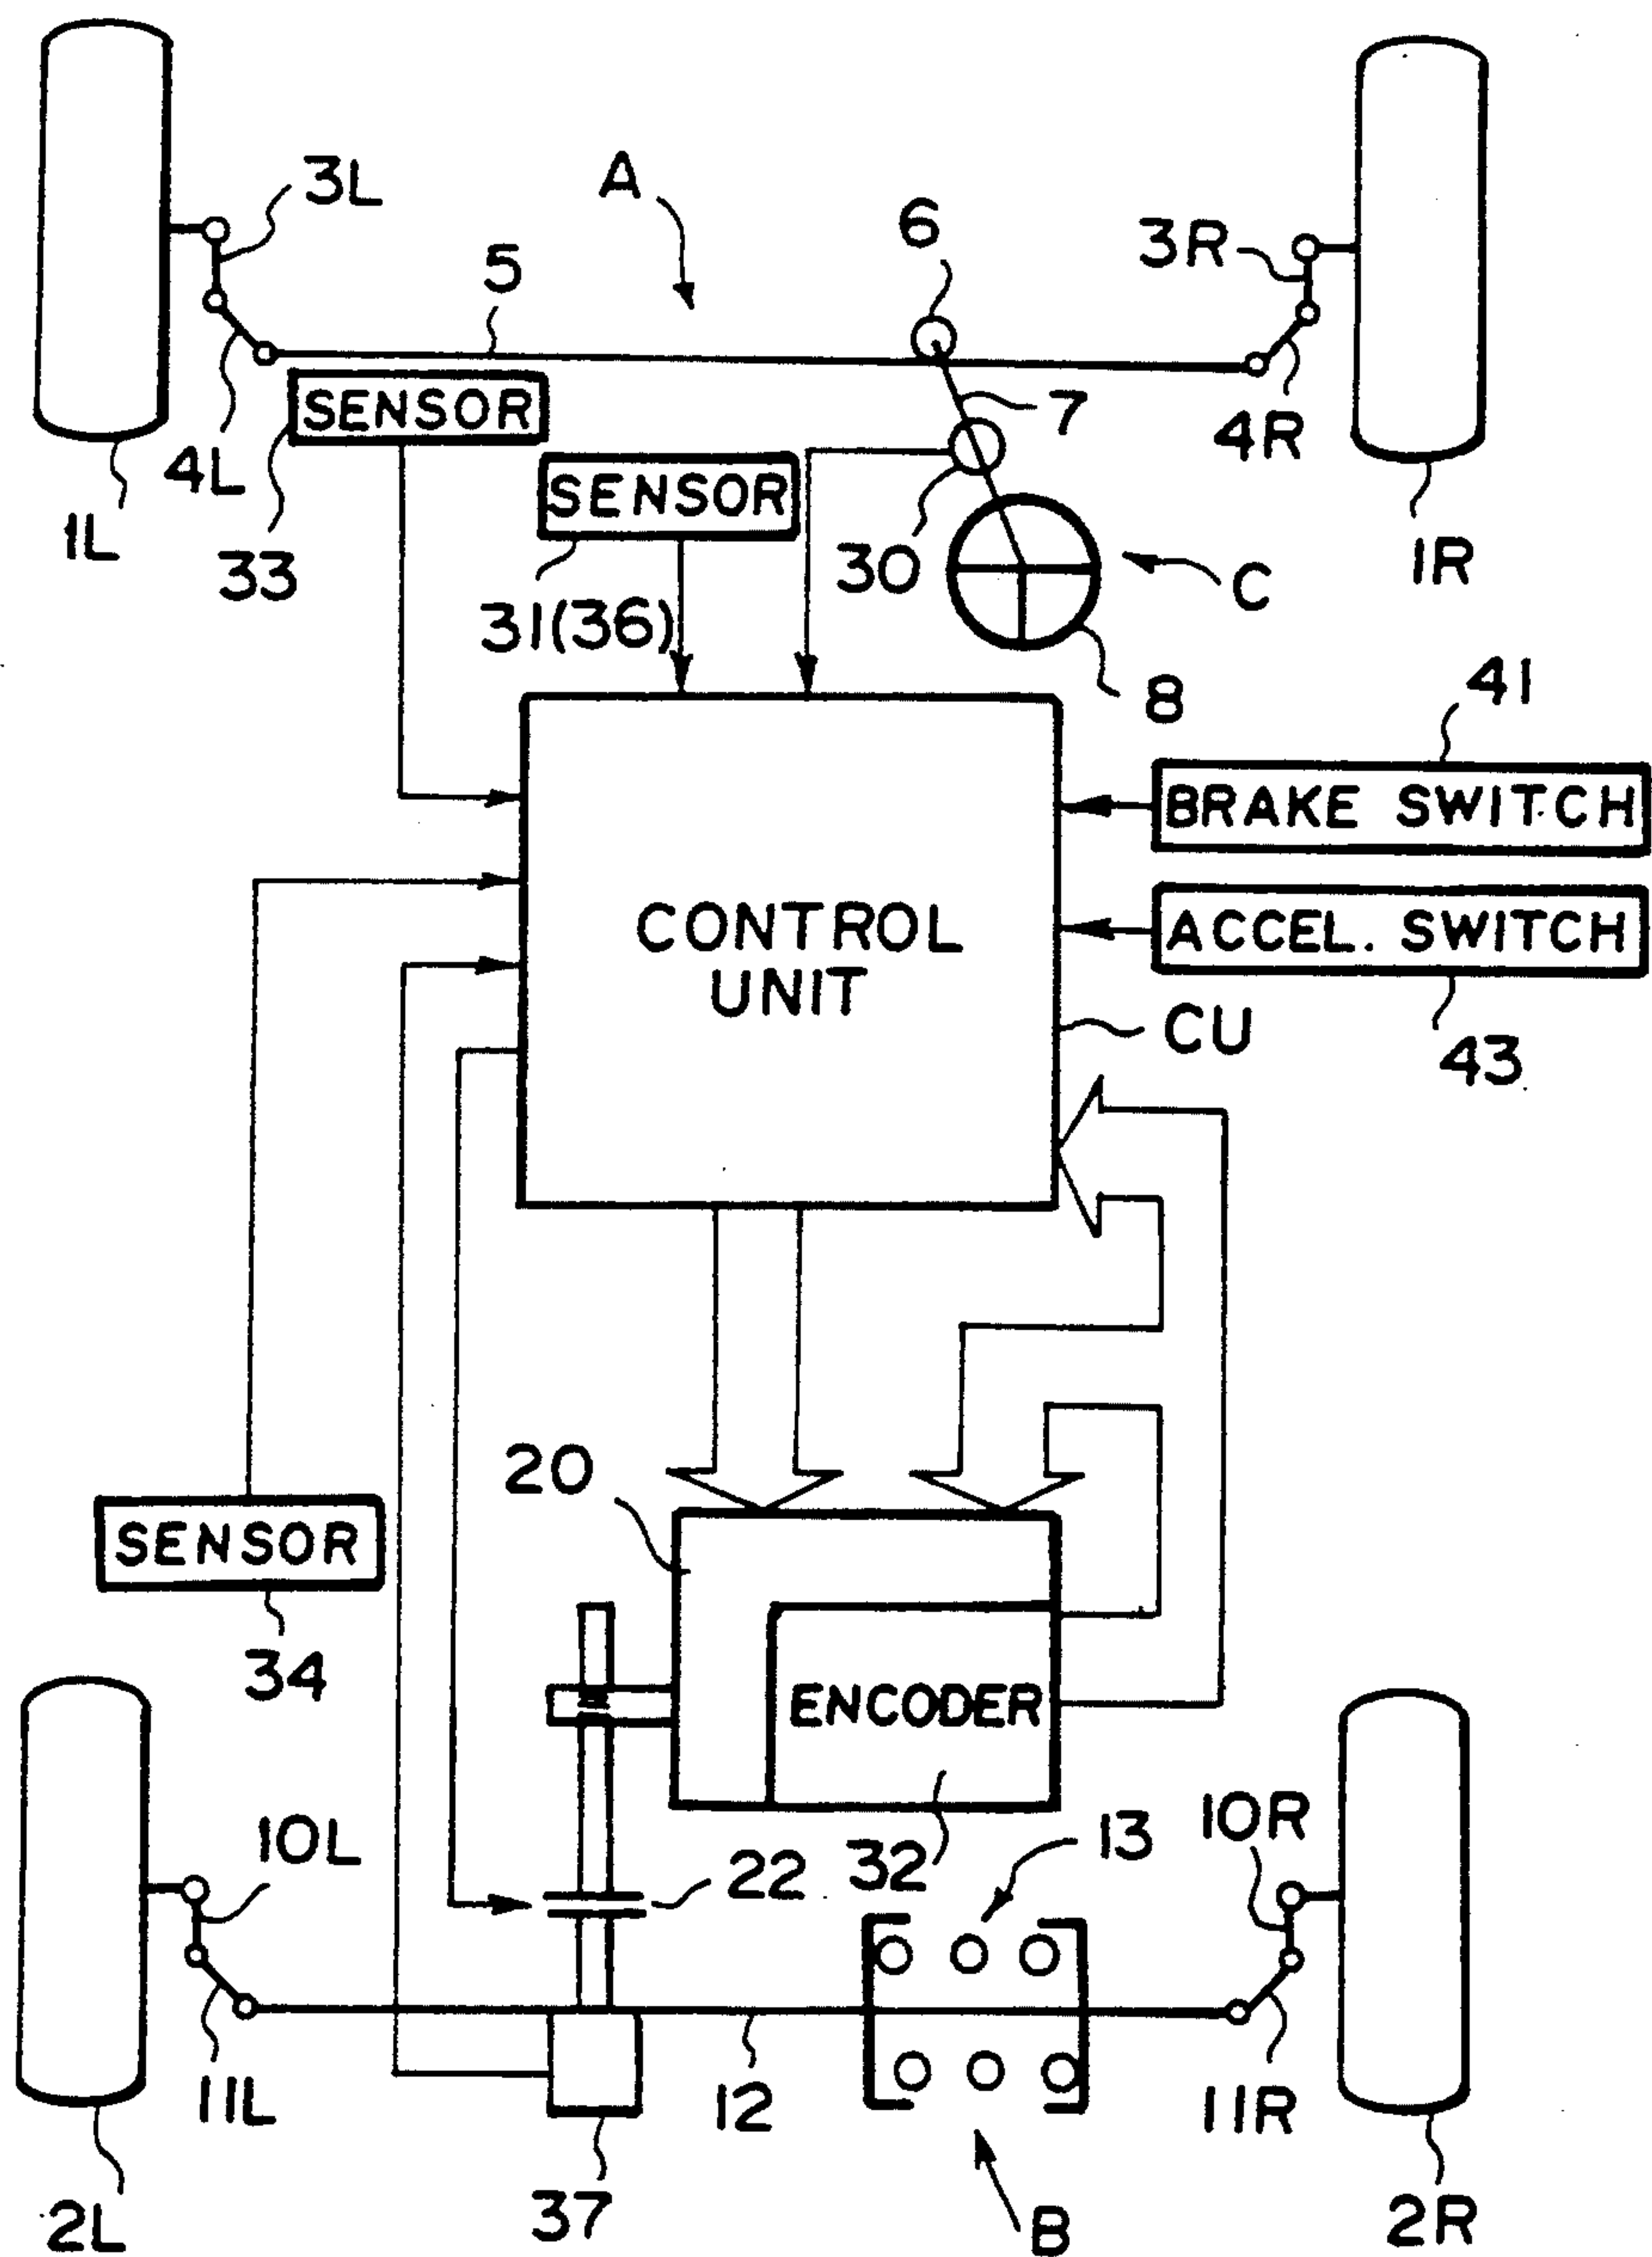 3L
A
6
3R
5
7
SENSOR
4L
4R
SENSOR
1L
33
30
C
1R
31(36)
8
41
BRAKE SWITCH
CONTROL
UNIT
ACCEL. SWITCH
CU
43
20
SENSOR
34
ENCODER
10L
22
32
13
10R
11L
12
11R
2L
37
B
2R